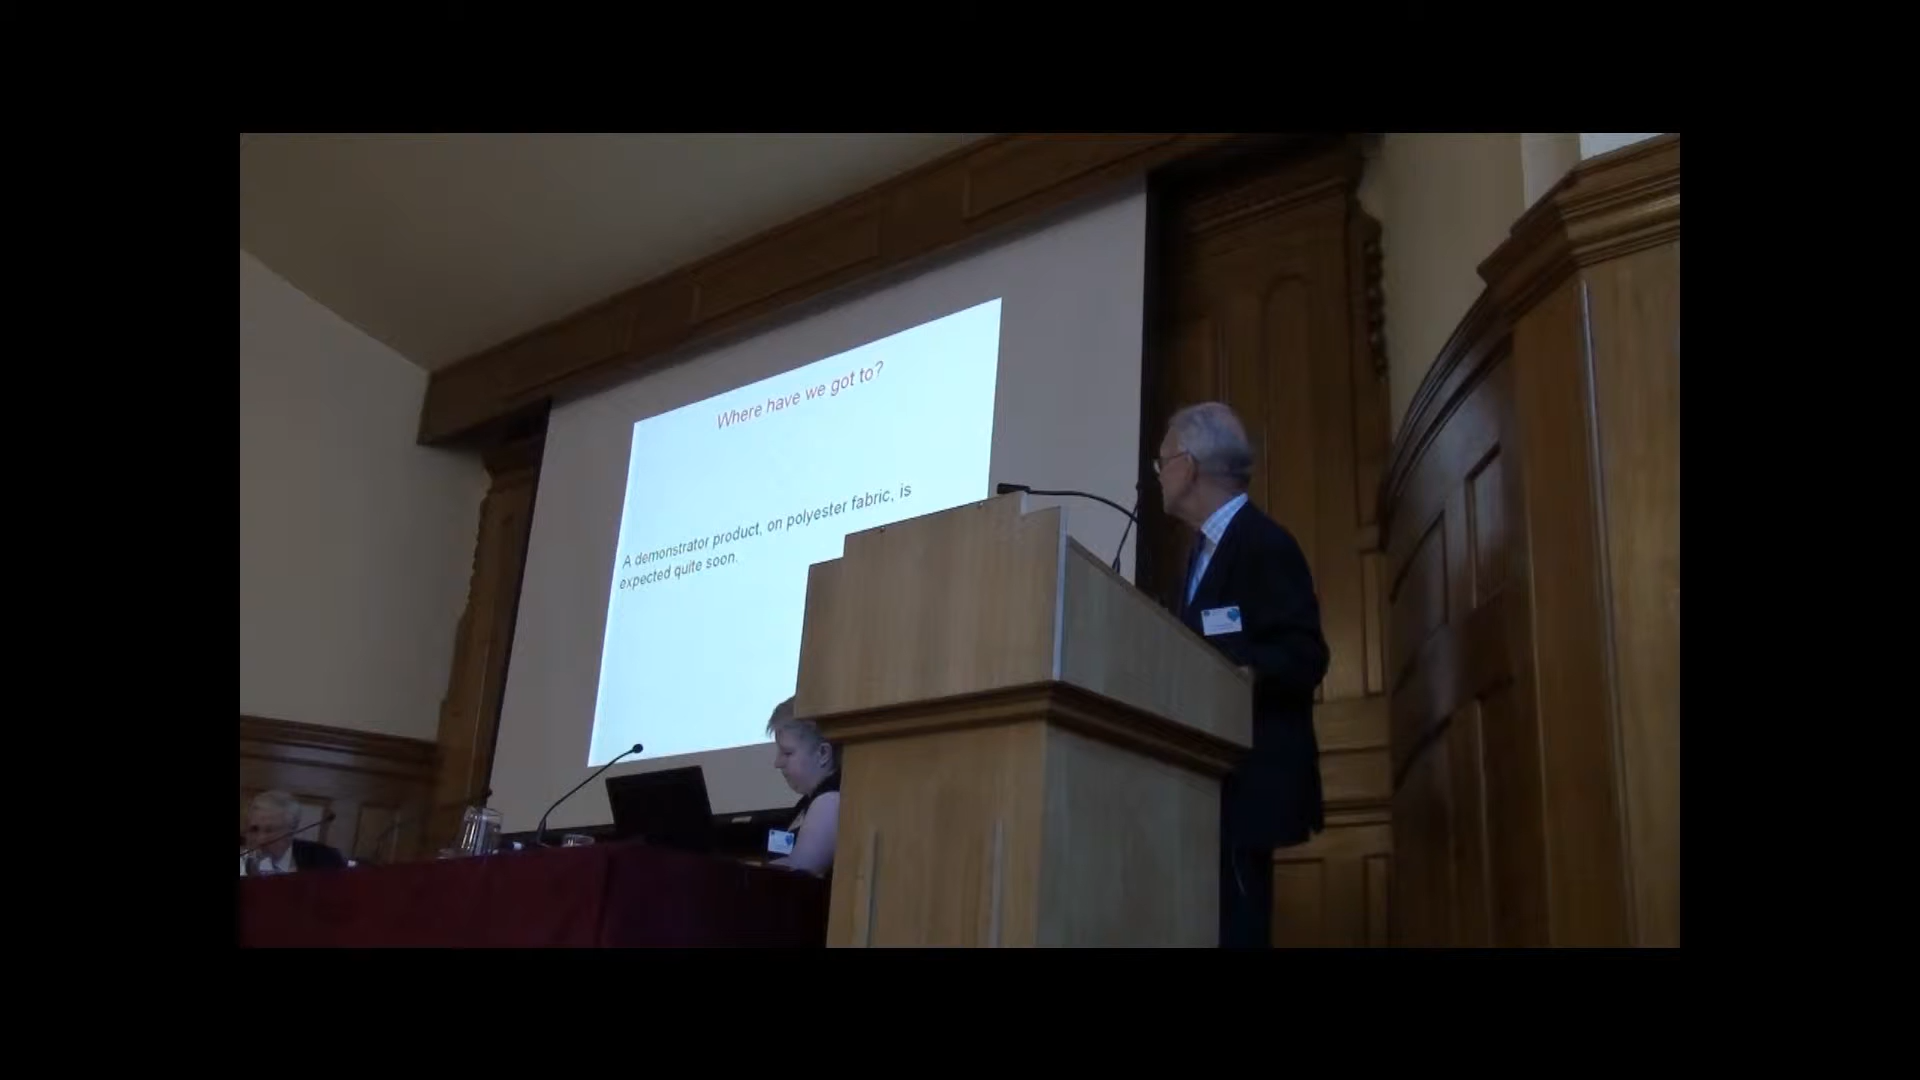 Where have we got to?
A demonstrator product, on polyester fabric, is
expected quite soon.